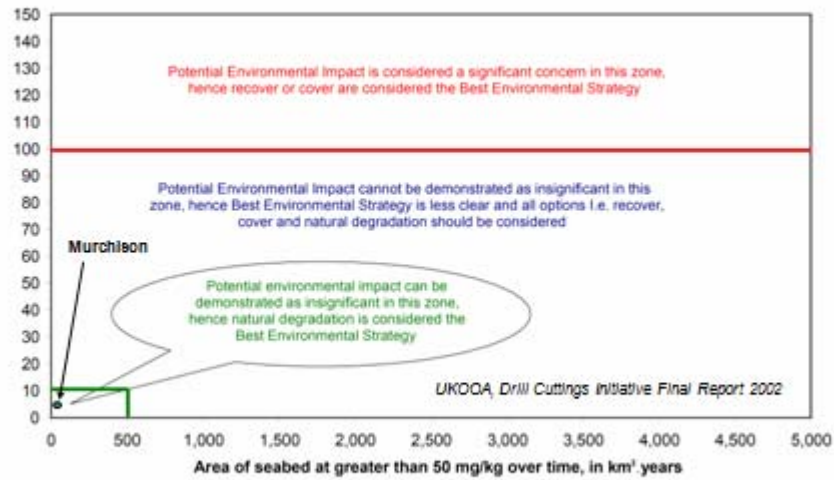 150
140
130
120
110
100
90
80
70
60
50
40
30
20
10
0
Potential Environmental Impact is considered a significant concern in this zone,
hence recover or cover are considered the Best Environmental Strategy
Potential Environmental Impact cannot be demonstrated as insignificant in this
zone, hence Best Environmental Strategy is less clear and all options I.e. recover,
cover and natural degradation should be considered
Murchison
Potential environmental impact can be
demonstrated as insignificant in this zone,
hence natural degradation is considered the
Best Environmental Strategy
UKOOA, Drill Cuttings Initiative Final Report 2002
0 500 1,000 1,500 2,000 2,500 3,000 3,500 4,000 4,500 5,000
Area of seabed at greater than 50 mg/kg over time, in km² years